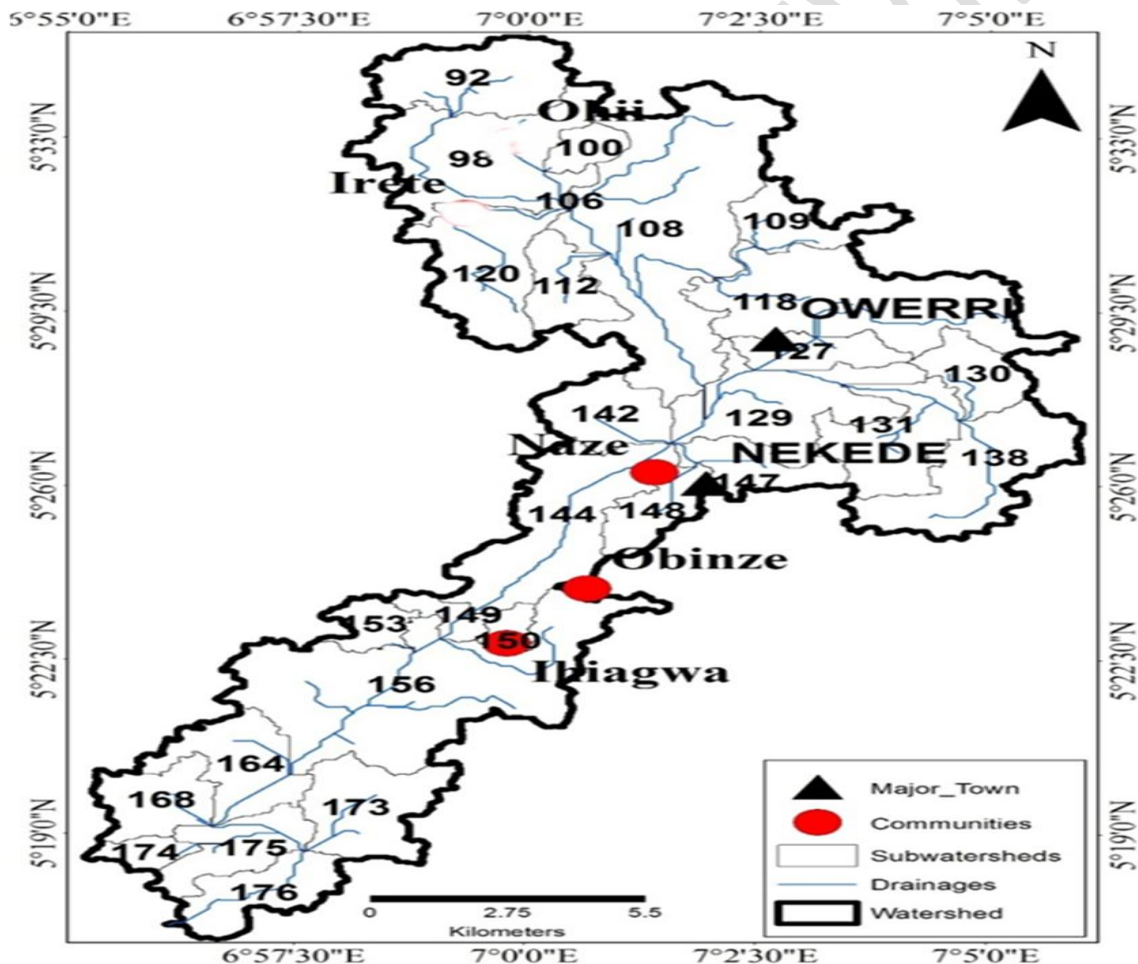 5°55'0"E 6°57'30"E 7°0'0"E 7°2'30"E 7°5'0"E
N
5°33'0"N
5°29'30"N
5°26'0"N
5°22'30"N
5°19'0"N
92
Ohii
98
100
Irete
106
108
109
120
112
118
OWERRI
127
130
142
129
131
Naze
NEKEDE
138
147
144
148
Obinze
153
149
150
Ihiagwa
156
164
168
173
174
175
176
5°33'0"N
5°29'30"N
5°26'0"N
5°22'30"N
5°19'0"N
Major_Town
Communities
Subwatersheds
Drainages
Watershed
0 2.75 5.5
Kilometers
6°57'30"E 7°0'0"E 7°2'30"E 7°5'0"E